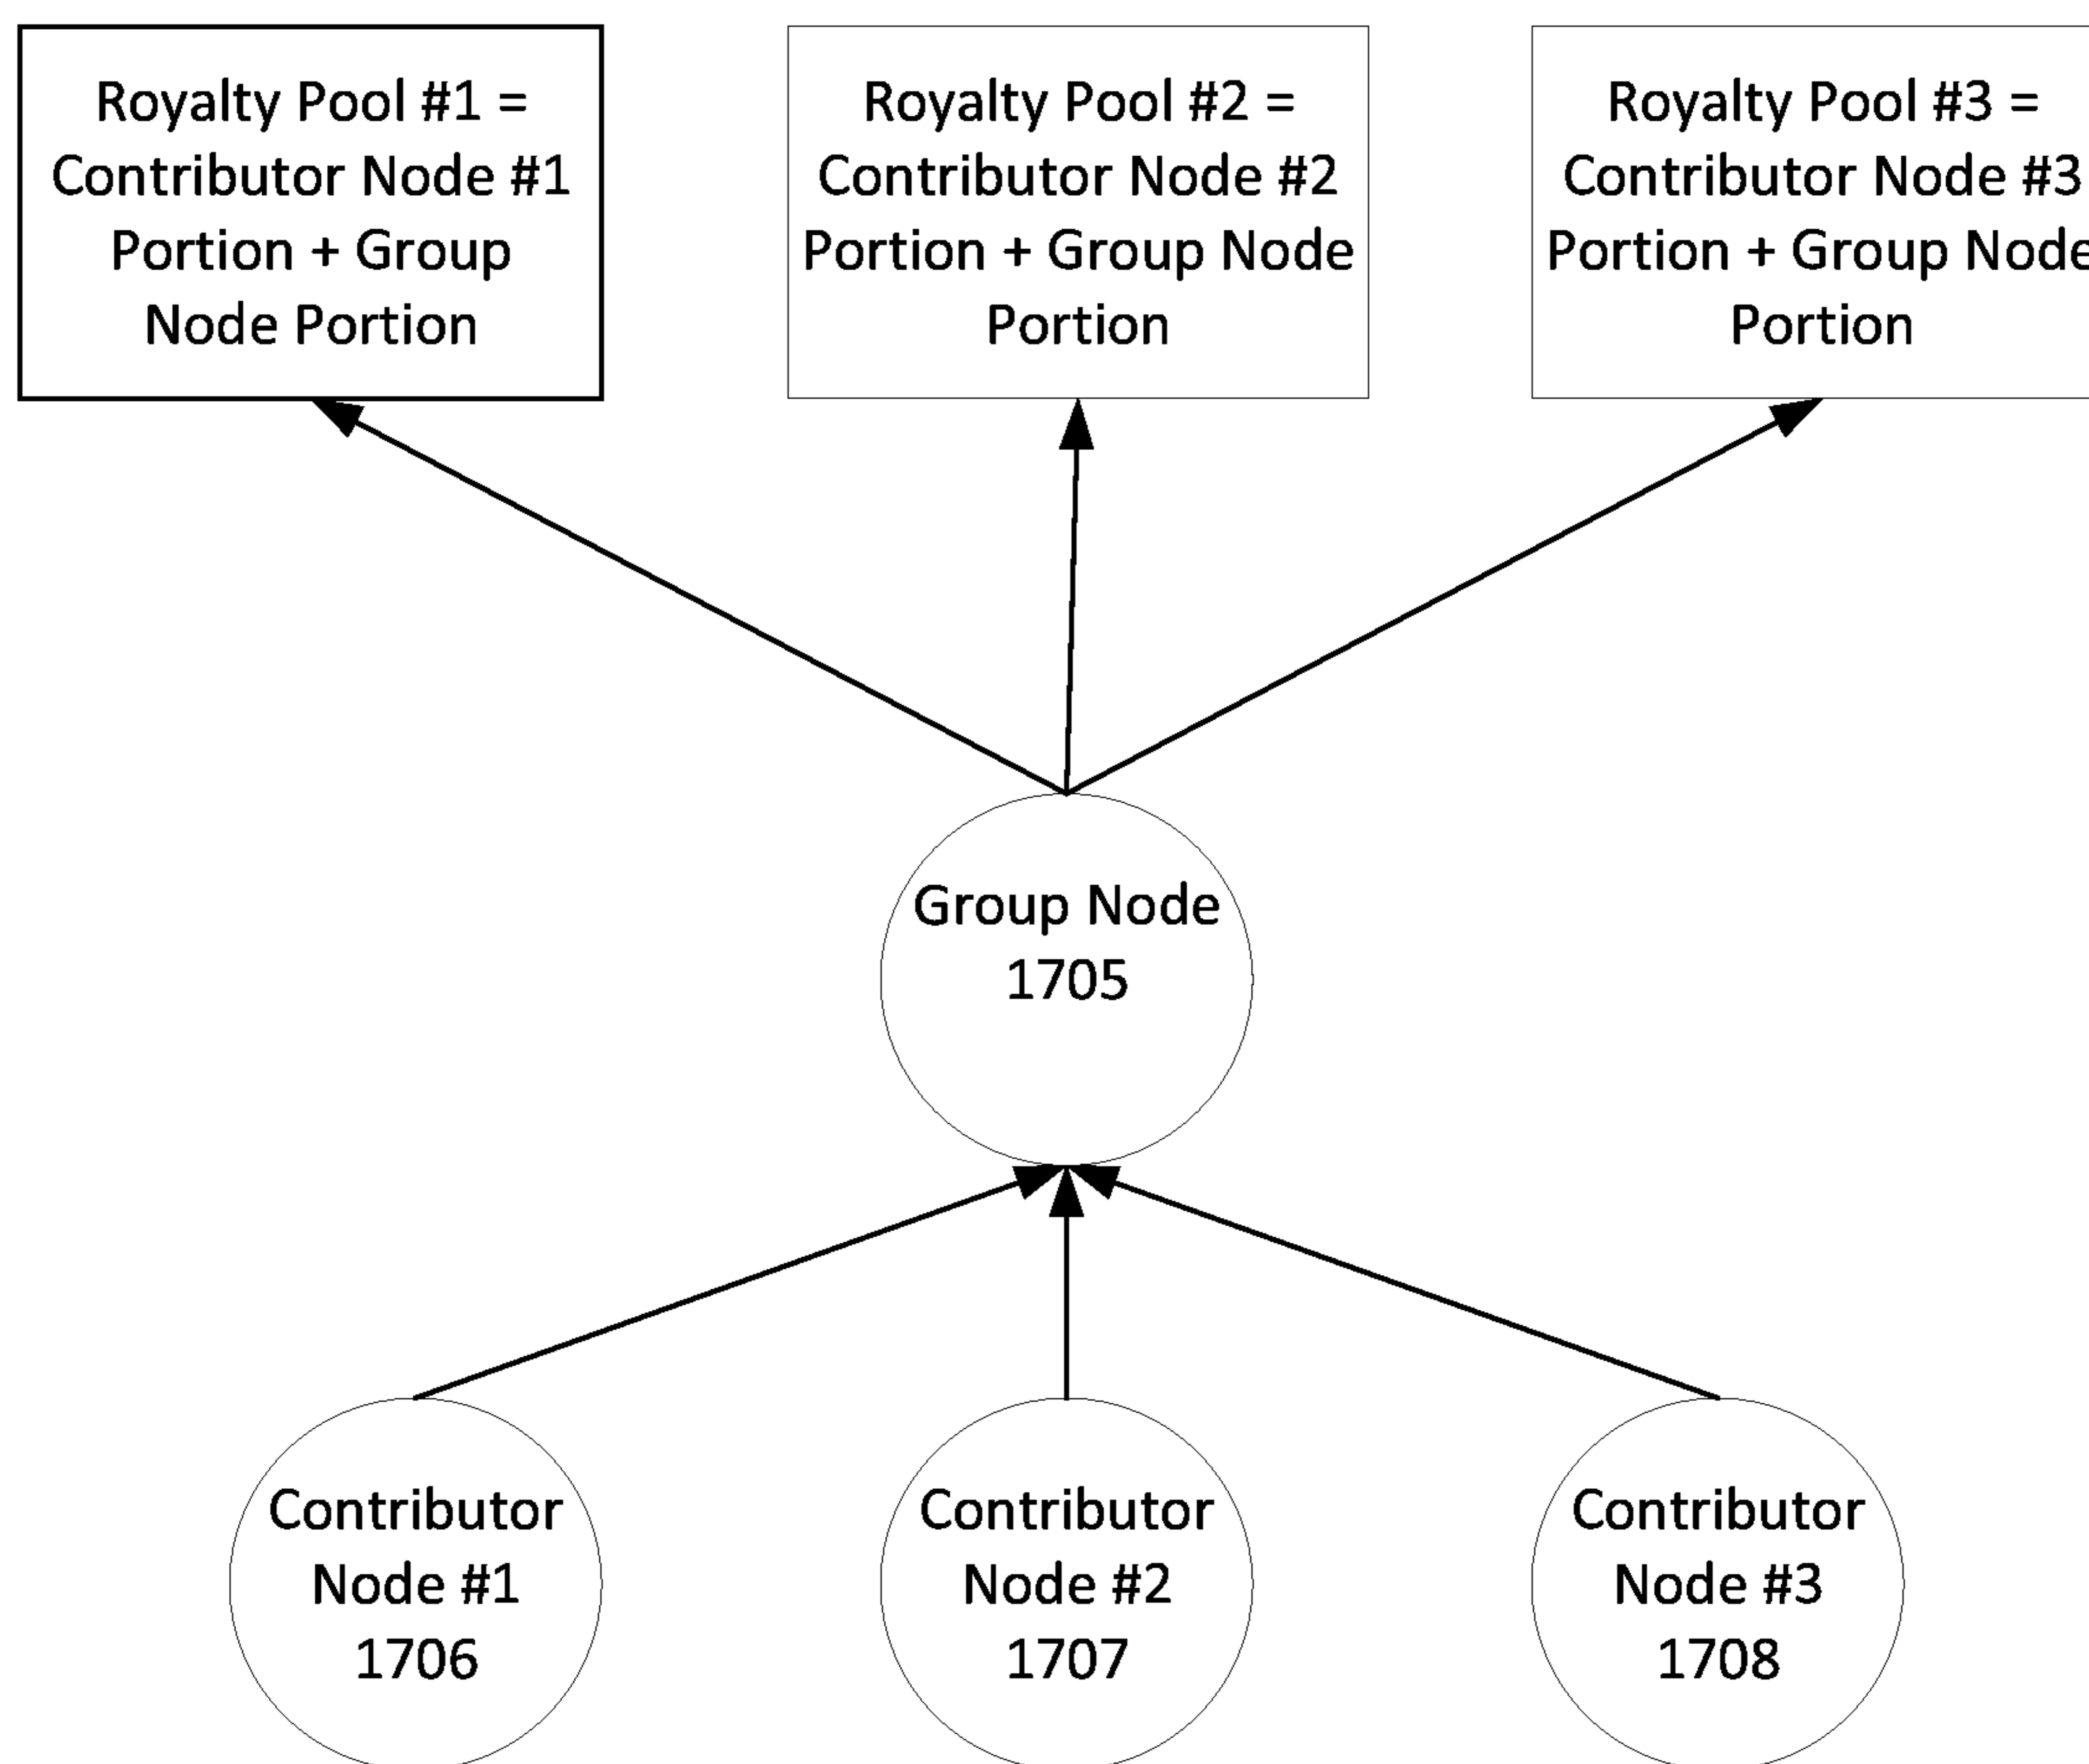 Royalty Pool #1 =
Contributor Node #1
Portion + Group
Node Portion
Royalty Pool #2 =
Contributor Node #2
Portion + Group Node
Portion
Royalty Pool #3 =
Contributor Node #3
Portion + Group Node
Portion
Group Node
1705
Contributor
Node #1
1706
Contributor
Node #2
1707
Contributor
Node #3
1708